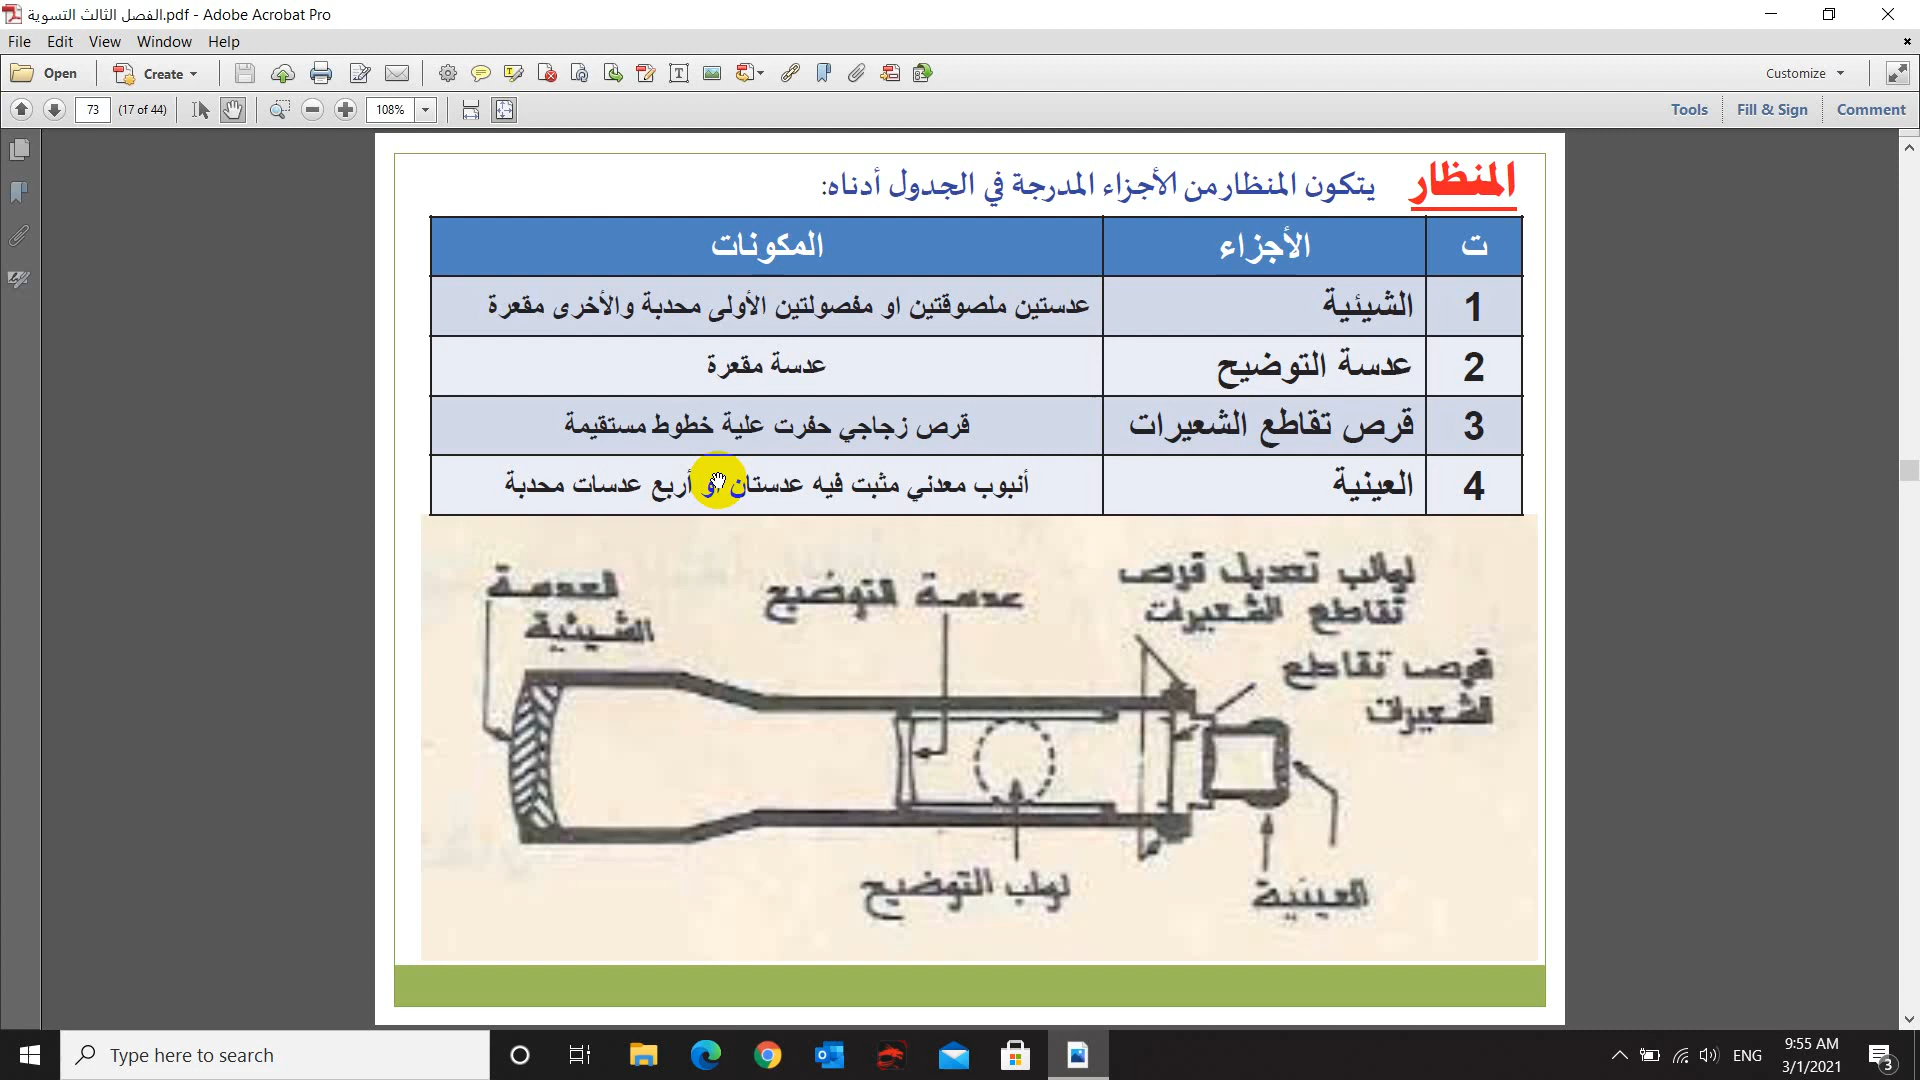 الفصل الثالث التسوية.pdf - Adobe Acrobat Pro
File Edit View Window Help
Open Create Customize
73 (17 of 44) 108% Tools Fill & Sign Comment
المنظار يتكون المنظار من الأجزاء المدرجة في الجدول أدناه:
ت الأجزاء المكونات
1 الشيئية عدستين ملصوقتين او مفصولتين الأولى محدبة والأخرى مقعرة
2 عدسة التوضيح عدسة مقعرة
3 قرص تقاطع الشعيرات قرص زجاجي حفرت علية خطوط مستقيمة
4 العينية أنبوب معدني مثبت فيه عدستان او أربع عدسات محدبة
لوالب تعديل قرص
تقاطع الشعيرات
عدسة التوضيح
العدسة
الشيئية
قرص تقاطع
الشعيرات
لولب التوضيح
العينية
Type here to search
ENG
9:55 AM
3/1/2021
3